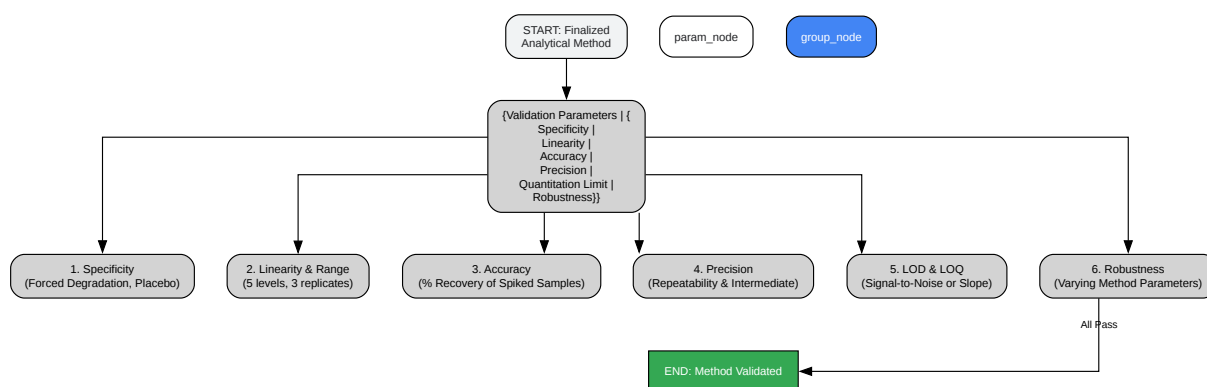 START: Finalized
Analytical Method
param_node
group_node
{Validation Parameters | {
Specificity |
Linearity |
Accuracy |
Precision |
Quantitation Limit |
Robustness}}
1. Specificity
(Forced Degradation, Placebo)
2. Linearity & Range
(5 levels, 3 replicates)
3. Accuracy
(% Recovery of Spiked Samples)
4. Precision
(Repeatability & Intermediate)
5. LOD & LOQ
(Signal-to-Noise or Slope)
6. Robustness
(Varying Method Parameters)
All Pass
END: Method Validated